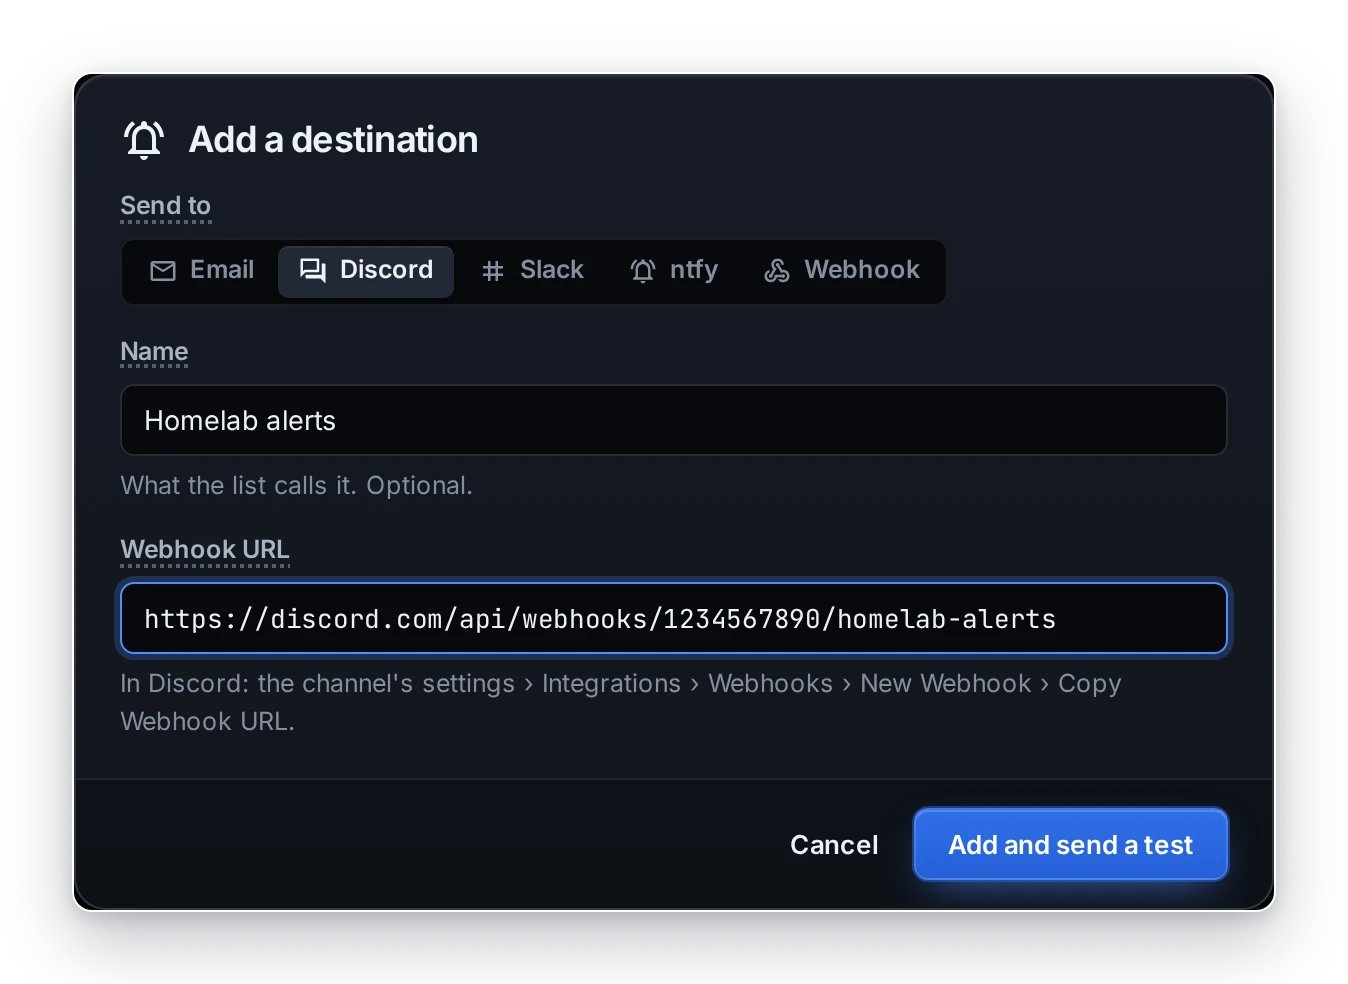 Add a destination
Send to
Email Discord Slack ntfy Webhook
Name
Homelab alerts
What the list calls it. Optional.
Webhook URL
https://discord.com/api/webhooks/1234567890/homelab-alerts
In Discord: the channel's settings › Integrations › Webhooks › New Webhook › Copy
Webhook URL.
Cancel Add and send a test